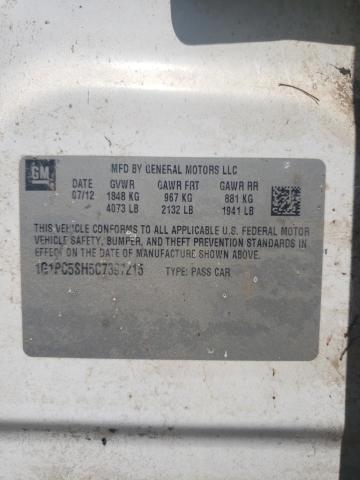 GM
MFD BY GENERAL MOTORS LLC
DATE GVWR GAWR FRT GAWR RR
07/12 1848 KG 967 KG 881 KG
4073 LB 2132 LB 1941 LB
THIS VEHICLE CONFORMS TO ALL APPLICABLE U.S. FEDERAL MOTOR
VEHICLE SAFETY, BUMPER, AND THEFT PREVENTION STANDARDS IN
EFFECT ON THE DATE OF MANUFACTURE SHOWN ABOVE.
TYPE: PASS CAR